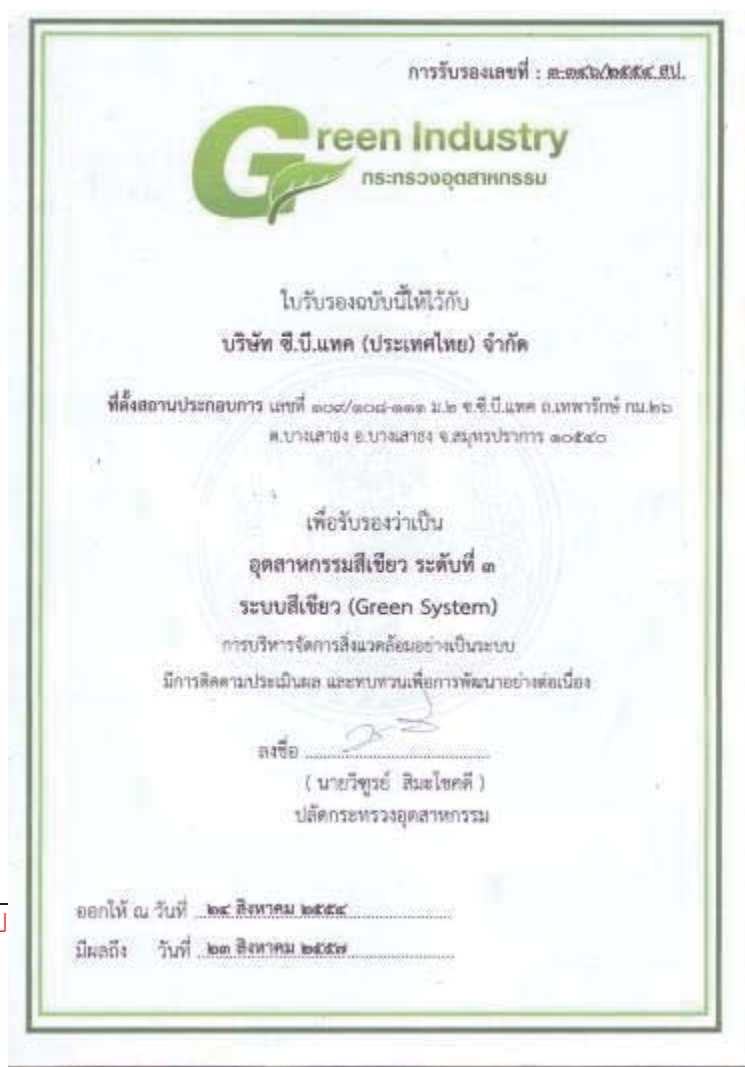 การรับรองเลขที่ : ๓-๓๔๖/๒๕๕๔ สป.
Green Industry
กระทรวงอุตสาหกรรม
ใบรับรองฉบับนี้ให้ไว้กับ
บริษัท ซี.บี.แทค (ประเทศไทย) จำกัด
ที่ตั้งสถานประกอบการ เลขที่ ๑๐๙/๑๐๘-๑๑๑ ม.๒ ซ.ซี.บี.แทค ถ.เทพารักษ์ กม.๒๖
ต.บางเสาธง อ.บางเสาธง จ.สมุทรปราการ ๑๐๕๔๐
เพื่อรับรองว่าเป็น
อุตสาหกรรมสีเขียว ระดับที่ ๓
ระบบสีเขียว (Green System)
การบริหารจัดการสิ่งแวดล้อมอย่างเป็นระบบ
มีการติดตามประเมินผล และทบทวนเพื่อการพัฒนาอย่างต่อเนื่อง
ลงชื่อ
( นายวิฑูรย์ สิมะโชคดี )
ปลัดกระทรวงอุตสาหกรรม
ออกให้ ณ วันที่ ๒๔ สิงหาคม ๒๕๕๔
มีผลถึง วันที่ ๒๓ สิงหาคม ๒๕๕๗